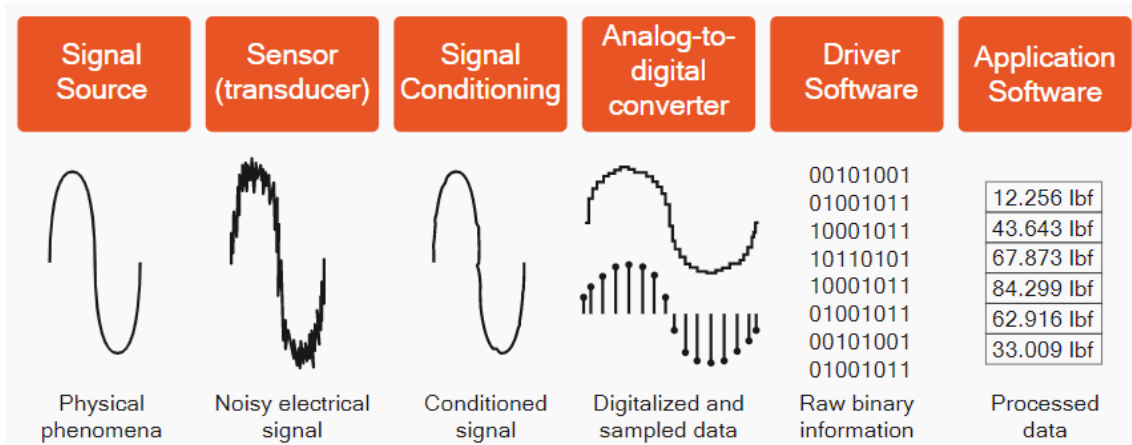 Signal
Source
Sensor
(transducer)
Signal
Conditioning
Analog-to-
digital
converter
Driver
Software
Application
Software
00101001
01001011
10001011
10110101
10001011
01001011
00101001
01001011
12.256 lbf
43.643 lbf
67.873 lbf
84.299 lbf
62.916 lbf
33.009 lbf
Physical
phenomena
Noisy electrical
signal
Conditioned
signal
Digitalized and
sampled data
Raw binary
information
Processed
data